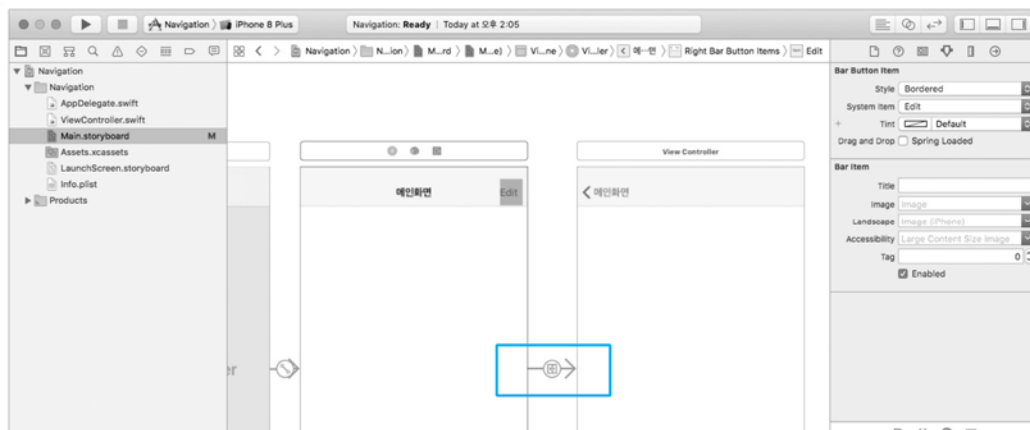 Navigation 〉 iPhone 8 Plus
Navigation: Ready | Today at 오후 2:05
Navigation 〉 N...ion 〉 M...rd 〉 M...e) 〉 Vi...ne 〉 Vi...ler 〉 메...면 〉 Right Bar Button Items 〉 Edit
Navigation
Navigation
AppDelegate.swift
ViewController.swift
Main.storyboard M
Assets.xcassets
LaunchScreen.storyboard
Info.plist
Products
View Controller
메인화면
Edit
메인화면
er
Bar Button Item
Style Bordered
System Item Edit
Tint Default
Drag and Drop Spring Loaded
Bar Item
Title
Image Image
Landscape Image (iPhone)
Accessibility Large Content Size Image
Tag 0
Enabled